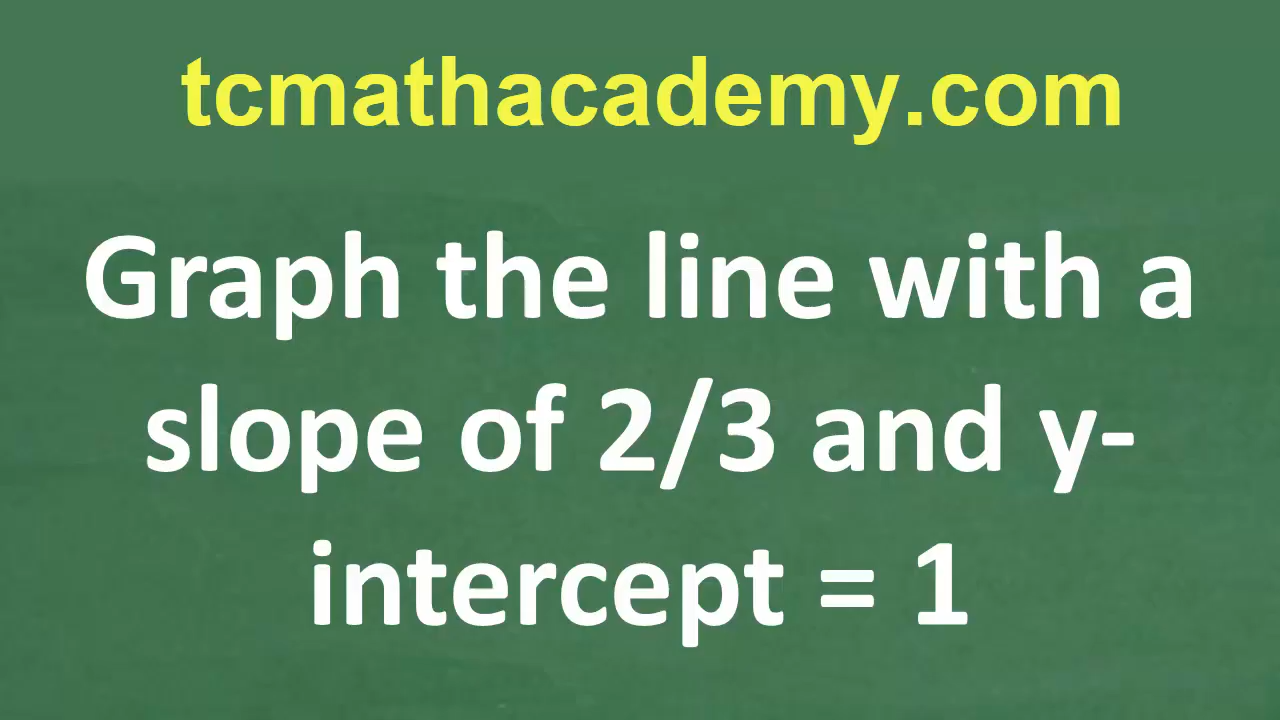 tcmathacademy.com
Graph the line with a
slope of 2/3 and y-
intercept = 1